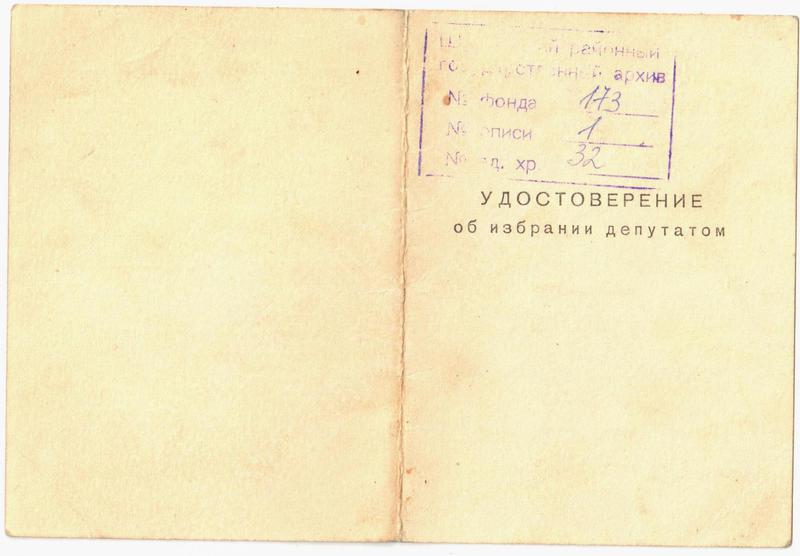 районный
государственный архив
№ фонда 173
№ описи 1
№ ед. хр. 32
УДОСТОВЕРЕНИЕ
об избрании депутатом